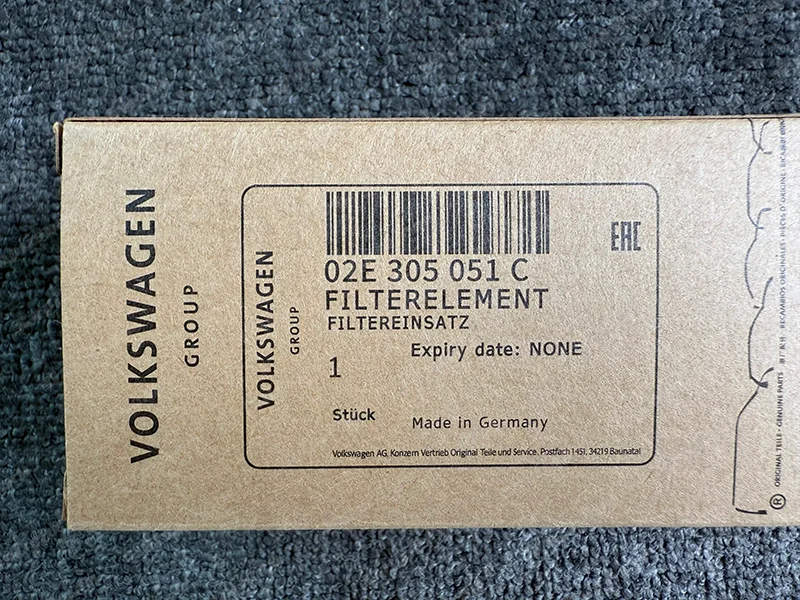 VOLKSWAGEN
GROUP
VOLKSWAGEN
GROUP
EAC
02E 305 051 C
FILTERELEMENT
FILTEREINSATZ
1
Expiry date: NONE
Stück
Made in Germany
Volkswagen AG, Konzern Vertrieb Original Teile und Service, Postfach 1451, 34219 Baunatal
® ORIGINAL TEILE · GENUINE PARTS
RECAMBIOS ORIGINALES · PIÈCES D'ORIGINE ·